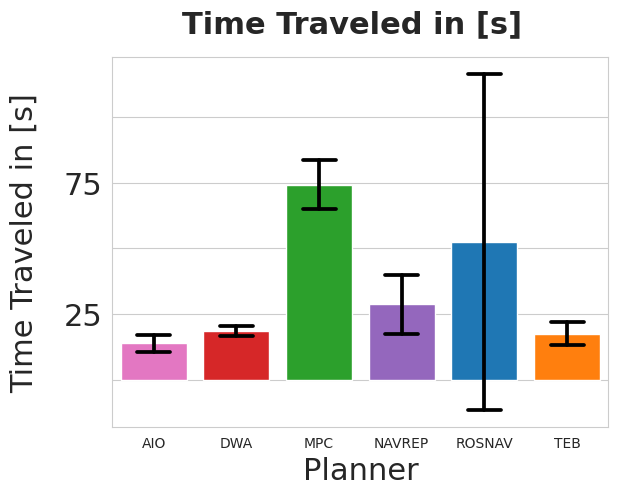 Time Traveled in [s]
Time Traveled in [s]
75
25
AIO DWA MPC NAVREP ROSNAV TEB
Planner